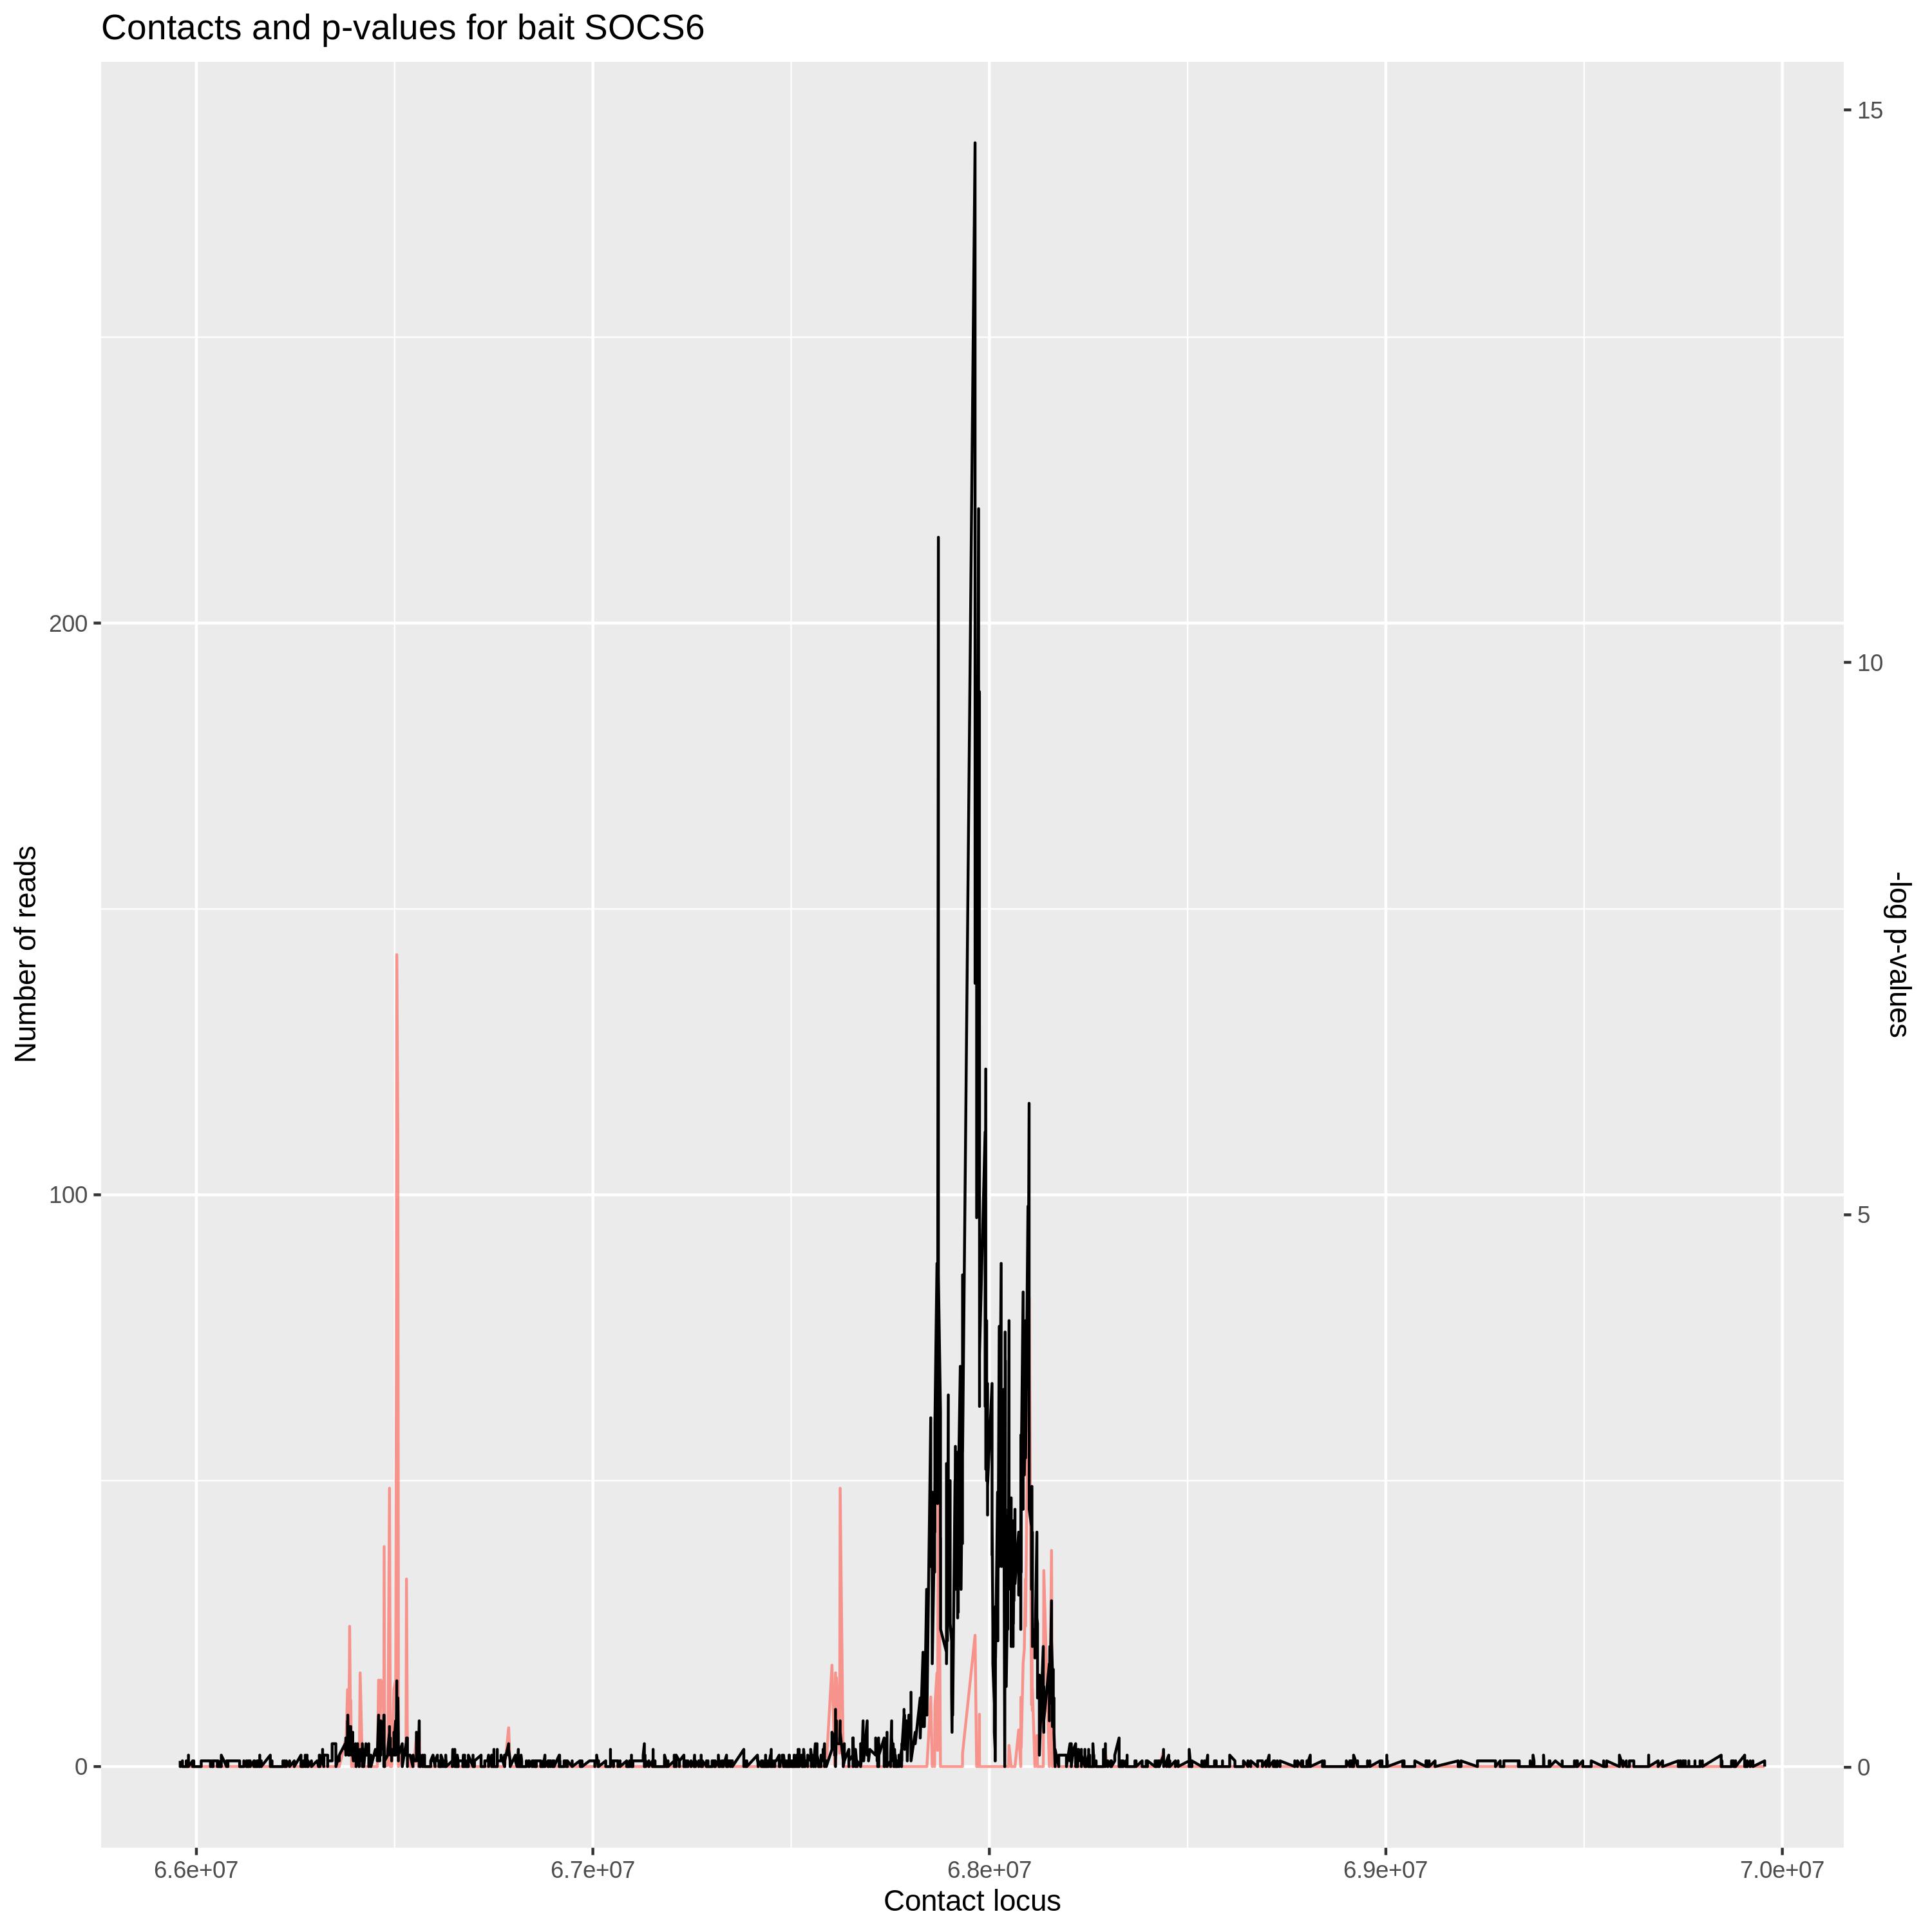 Contacts and p-values for bait SOCS6
15
200
10
Number of reads
-log p-values
100
5
0
0
6.6e+07
6.7e+07
6.8e+07
6.9e+07
7.0e+07
Contact locus